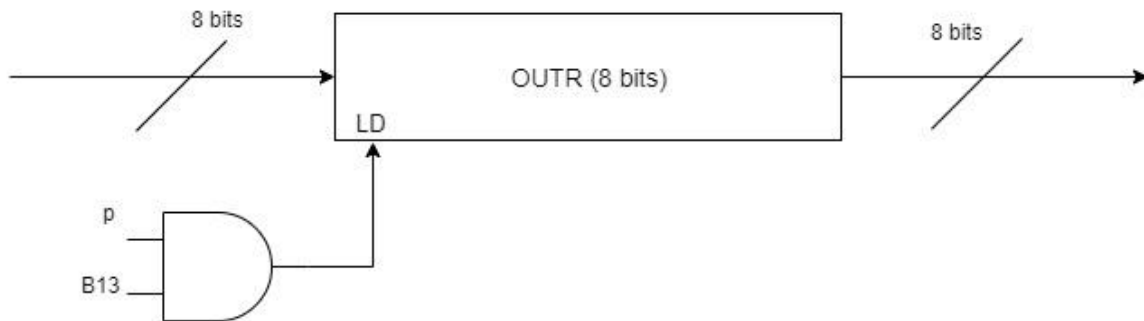 8 bits
8 bits
OUTR (8 bits)
LD
p
B13